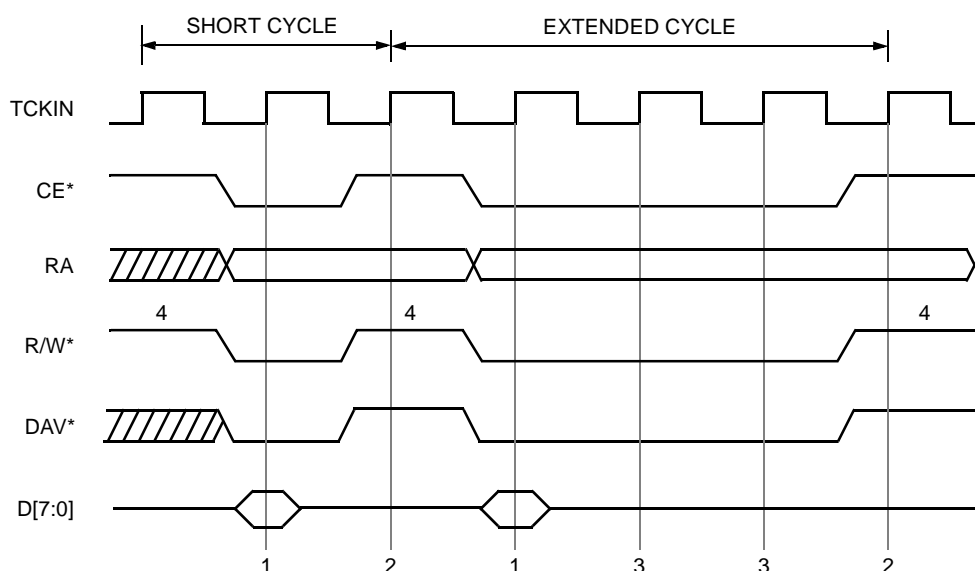 SHORT CYCLE EXTENDED CYCLE
TCKIN
CE*
RA
4 4 4
R/W*
DAV*
D[7:0]
1 2 1 3 3 2